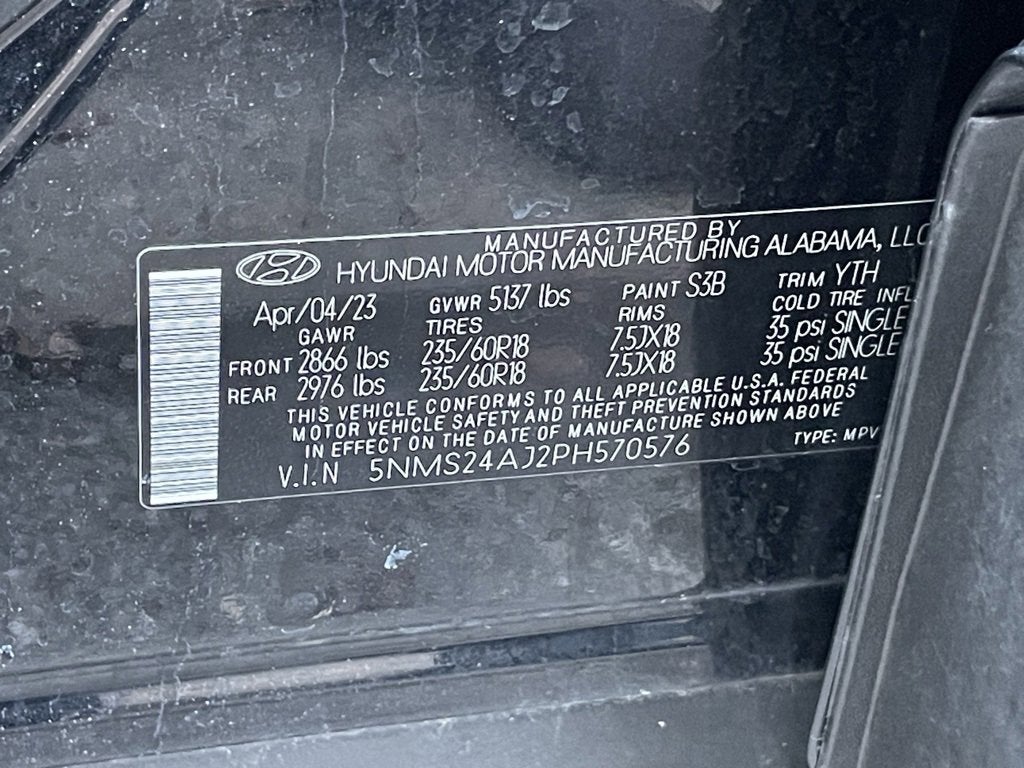 MANUFACTURED BY
HYUNDAI MOTOR MANUFACTURING ALABAMA, LLC
Apr/04/23 GVWR 5137 lbs PAINT S3B TRIM YTH
GAWR TIRES RIMS COLD TIRE INFL
FRONT 2866 lbs 235/60R18 7.5JX18 35 psi SINGLE
REAR 2976 lbs 235/60R18 7.5JX18 35 psi SINGLE
THIS VEHICLE CONFORMS TO ALL APPLICABLE U.S.A. FEDERAL
MOTOR VEHICLE SAFETY AND THEFT PREVENTION STANDARDS
IN EFFECT ON THE DATE OF MANUFACTURE SHOWN ABOVE
V.I.N 5NMS24AJ2PH570576 TYPE: MPV